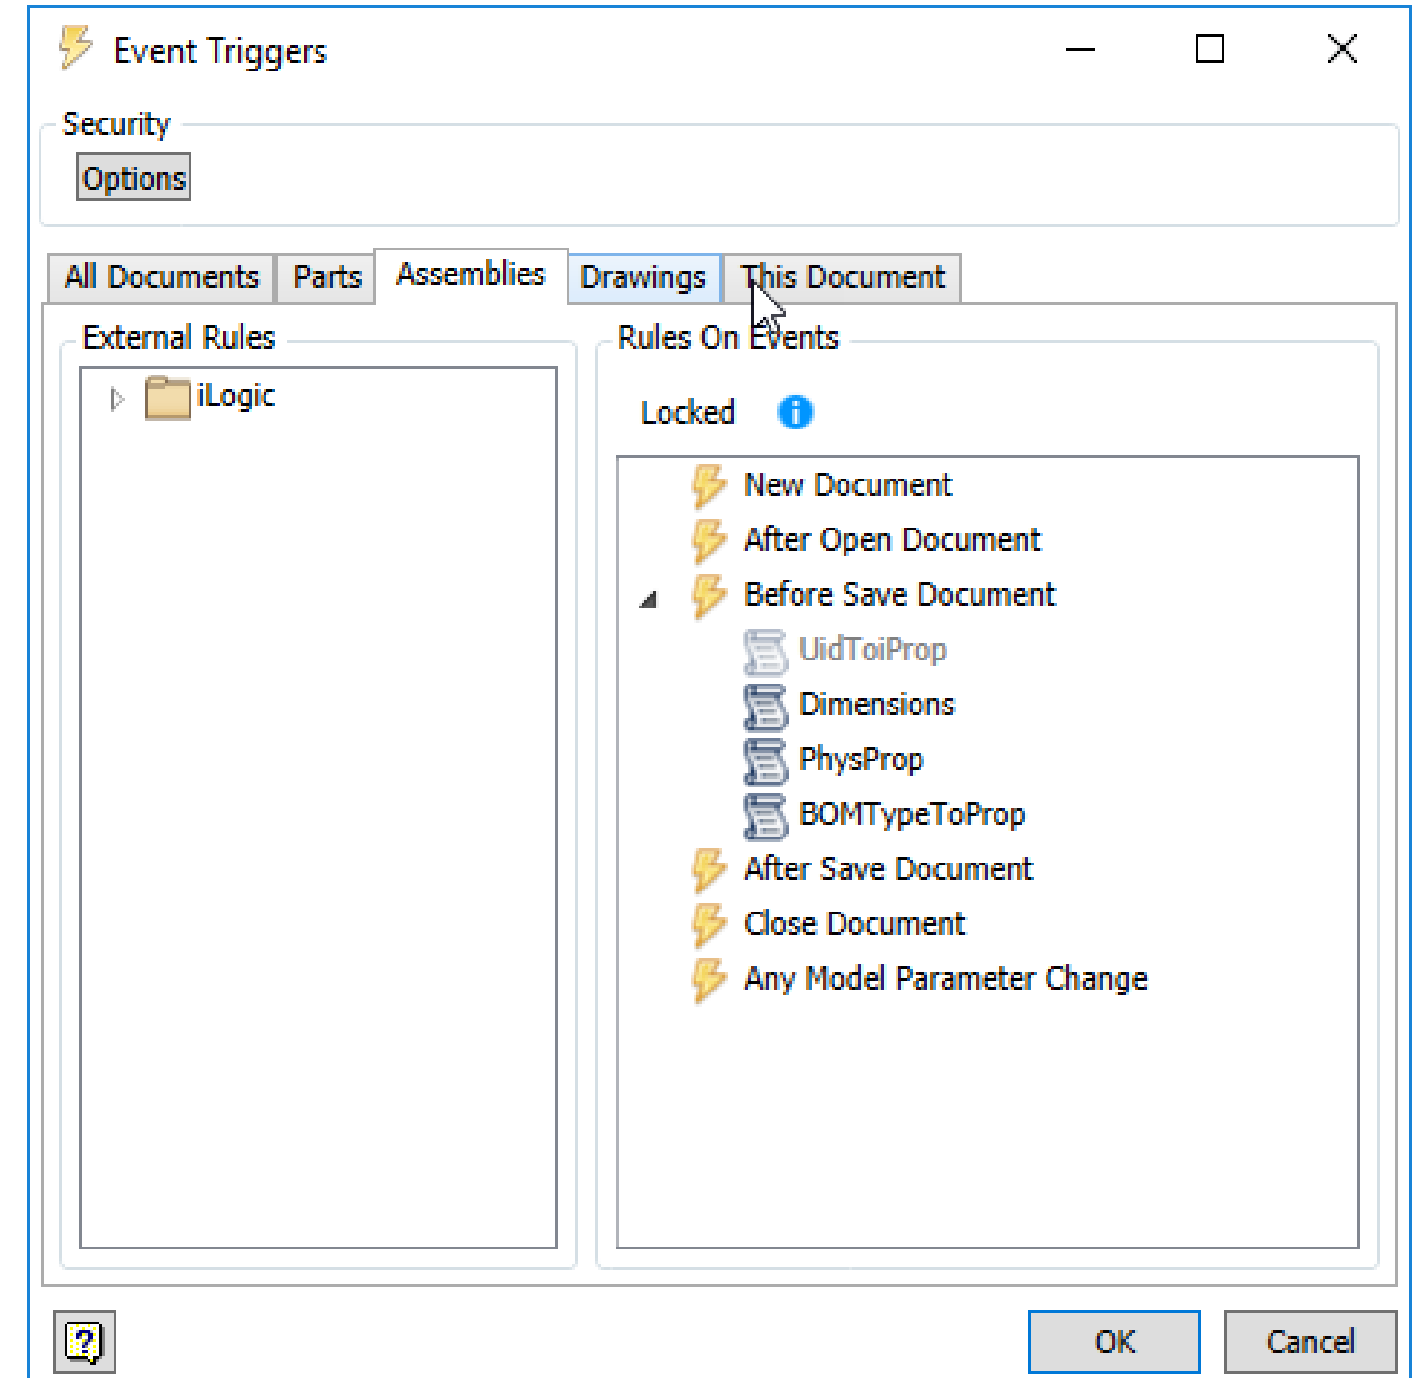 Event Triggers
Security
Options
All Documents Parts Assemblies Drawings This Document
External Rules
iLogic
Rules On Events
Locked
New Document
After Open Document
Before Save Document
UidToiProp
Dimensions
PhysProp
BOMTypeToProp
After Save Document
Close Document
Any Model Parameter Change
OK Cancel